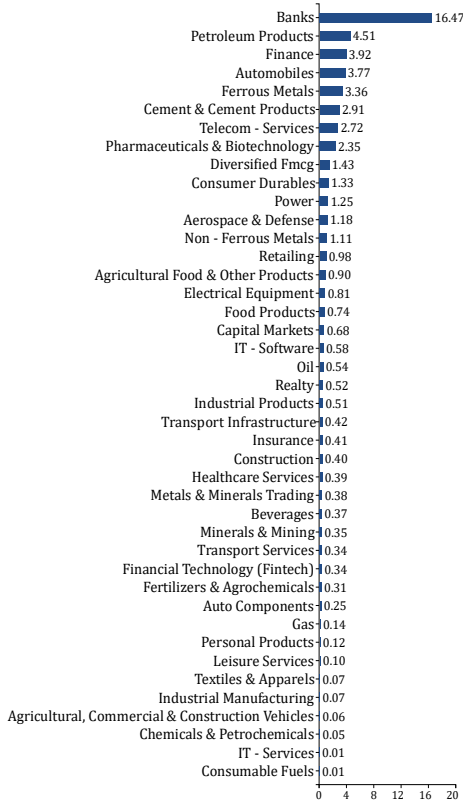 Banks 16.47
Petroleum Products 4.51
Finance 3.92
Automobiles 3.77
Ferrous Metals 3.36
Cement & Cement Products 2.91
Telecom - Services 2.72
Pharmaceuticals & Biotechnology 2.35
Diversified Fmcg 1.43
Consumer Durables 1.33
Power 1.25
Aerospace & Defense 1.18
Non - Ferrous Metals 1.11
Retailing 0.98
Agricultural Food & Other Products 0.90
Electrical Equipment 0.81
Food Products 0.74
Capital Markets 0.68
IT - Software 0.58
Oil 0.54
Realty 0.52
Industrial Products 0.51
Transport Infrastructure 0.42
Insurance 0.41
Construction 0.40
Healthcare Services 0.39
Metals & Minerals Trading 0.38
Beverages 0.37
Minerals & Mining 0.35
Transport Services 0.34
Financial Technology (Fintech) 0.34
Fertilizers & Agrochemicals 0.31
Auto Components 0.25
Gas 0.14
Personal Products 0.12
Leisure Services 0.10
Textiles & Apparels 0.07
Industrial Manufacturing 0.07
Agricultural, Commercial & Construction Vehicles 0.06
Chemicals & Petrochemicals 0.05
IT - Services 0.01
Consumable Fuels 0.01
0 4 8 12 16 20